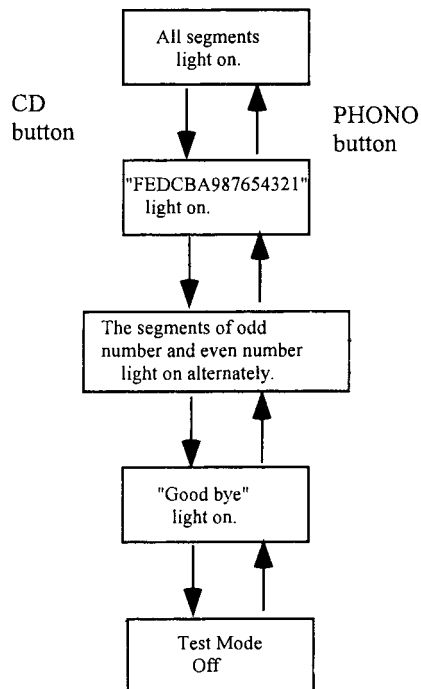 All segments
light on.
CD
button
PHONO
button
"FEDCBA987654321"
light on.
The segments of odd
number and even number
light on alternately.
"Good bye"
light on.
Test Mode
Off